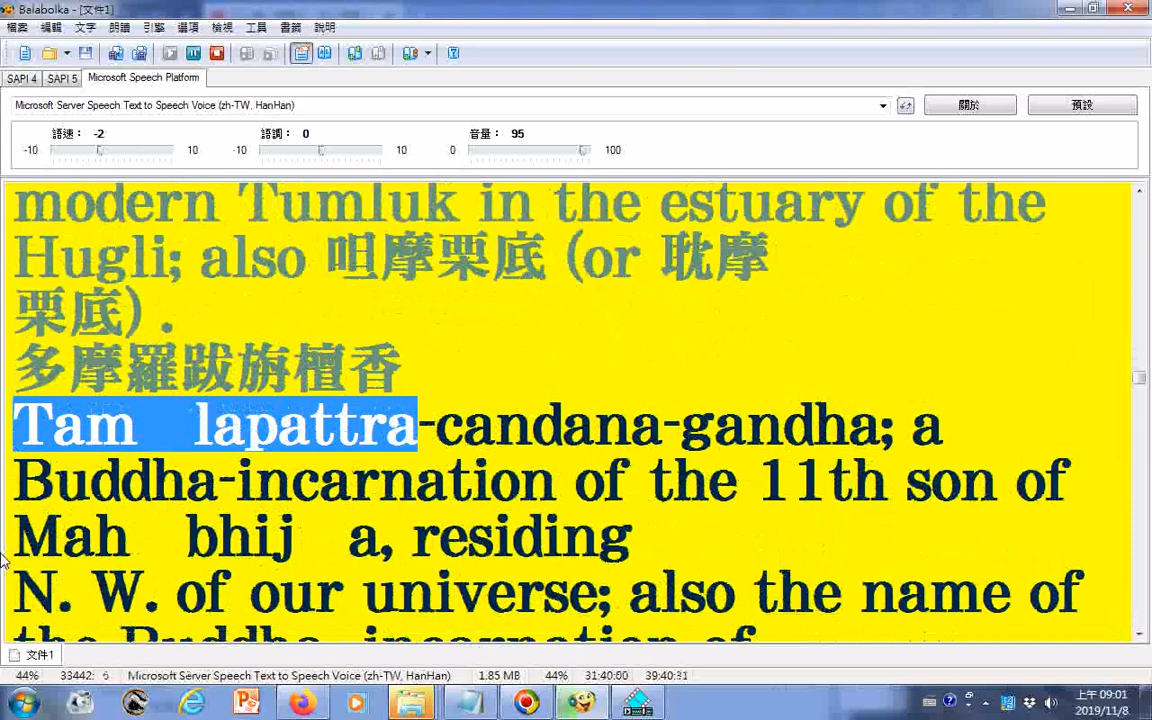 Balabolka - [文件1]
檔案 編輯 文字 朗讀 引擎 選項 檢視 工具 書籤 說明
SAPI 4 SAPI 5 Microsoft Speech Platform
Microsoft Server Speech Text to Speech Voice (zh-TW, HanHan) 關於 預設
語速： -2 語調： 0 音量： 95
-10 10 -10 10 0 100
modern Tumluk in the estuary of the
Hugli; also 呾摩栗底 (or 耽摩
栗底) .
多摩羅跋旃檀香
Tam lapattra-candana-gandha; a
Buddha-incarnation of the 11th son of
Mah bhij a, residing
N. W. of our universe; also the name of
the Buddha-incarnation of
文件1
44% 33442: 6 Microsoft Server Speech Text to Speech Voice (zh-TW, HanHan) 1.85 MB 44% 31:40:60 39:40:31
上午 09:01
2019/11/8